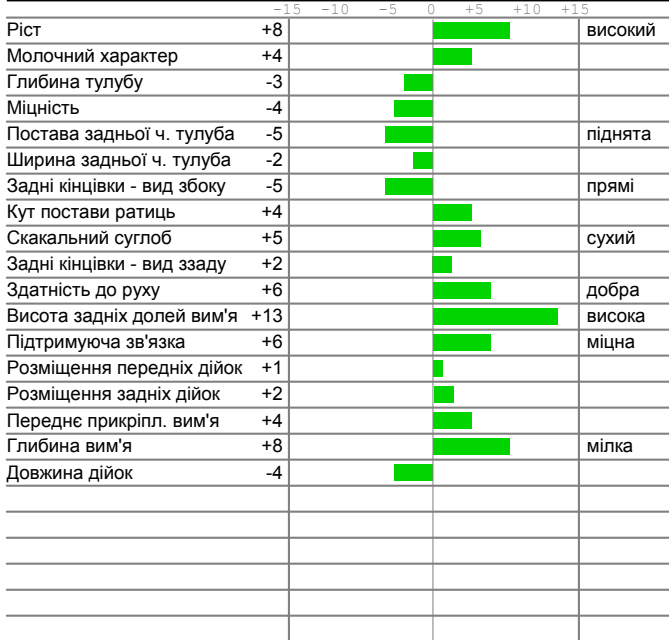 -15 -10 -5 0 +5 +10 +15
Ріст +8 високий
Молочний характер +4
Глибина тулубу -3
Міцність -4
Постава задньої ч. тулуба -5 піднята
Ширина задньої ч. тулуба -2
Задні кінцівки - вид збоку -5 прямі
Кут постави ратиць +4
Скакальний суглоб +5 сухий
Задні кінцівки - вид ззаду +2
Здатність до руху +6 добра
Висота задніх долей вим'я +13 висока
Підтримуюча зв'язка +6 міцна
Розміщення передніх дійок +1
Розміщення задніх дійок +2
Переднє прикріпл. вим'я +4
Глибина вим'я +8 мілка
Довжина дійок -4